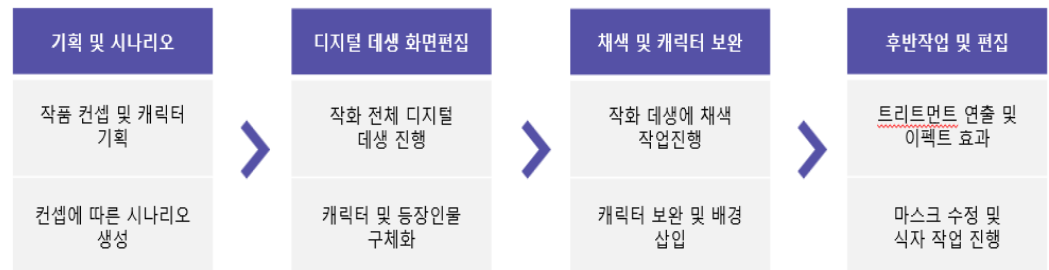 기획 및 시나리오
작품 컨셉 및 캐릭터
기획
컨셉에 따른 시나리오
생성
디지털 데생 화면편집
작화 전체 디지털
데생 진행
캐릭터 및 등장인물
구체화
채색 및 캐릭터 보완
작화 데생에 채색
작업진행
캐릭터 보완 및 배경
삽입
후반작업 및 편집
트리트먼트 연출 및
이펙트 효과
마스크 수정 및
식자 작업 진행